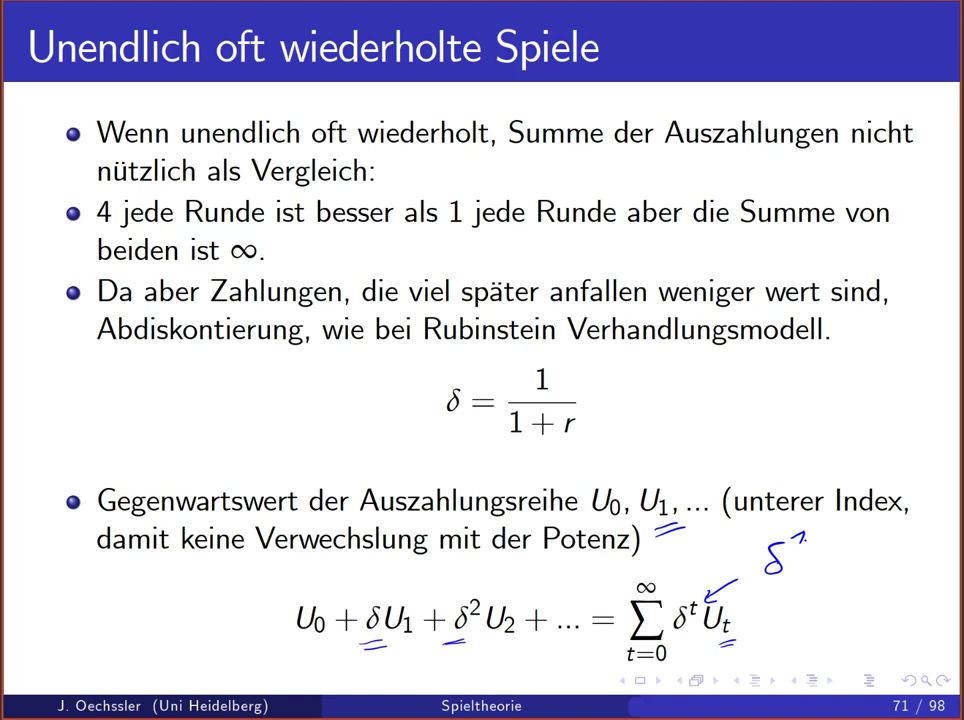 Unendlich oft wiederholte Spiele
Wenn unendlich oft wiederholt, Summe der Auszahlungen nicht
nützlich als Vergleich:
4 jede Runde ist besser als 1 jede Runde aber die Summe von
beiden ist ∞.
Da aber Zahlungen, die viel später anfallen weniger wert sind,
Abdiskontierung, wie bei Rubinstein Verhandlungsmodell.
δ = 1 / (1 + r)
Gegenwartswert der Auszahlungsreihe U₀, U₁, ... (unterer Index,
damit keine Verwechslung mit der Potenz)
δ
U₀ + δU₁ + δ²U₂ + ... = ∑_{t=0}^{∞} δᵗUₜ
J. Oechssler (Uni Heidelberg) Spieltheorie 71 / 98